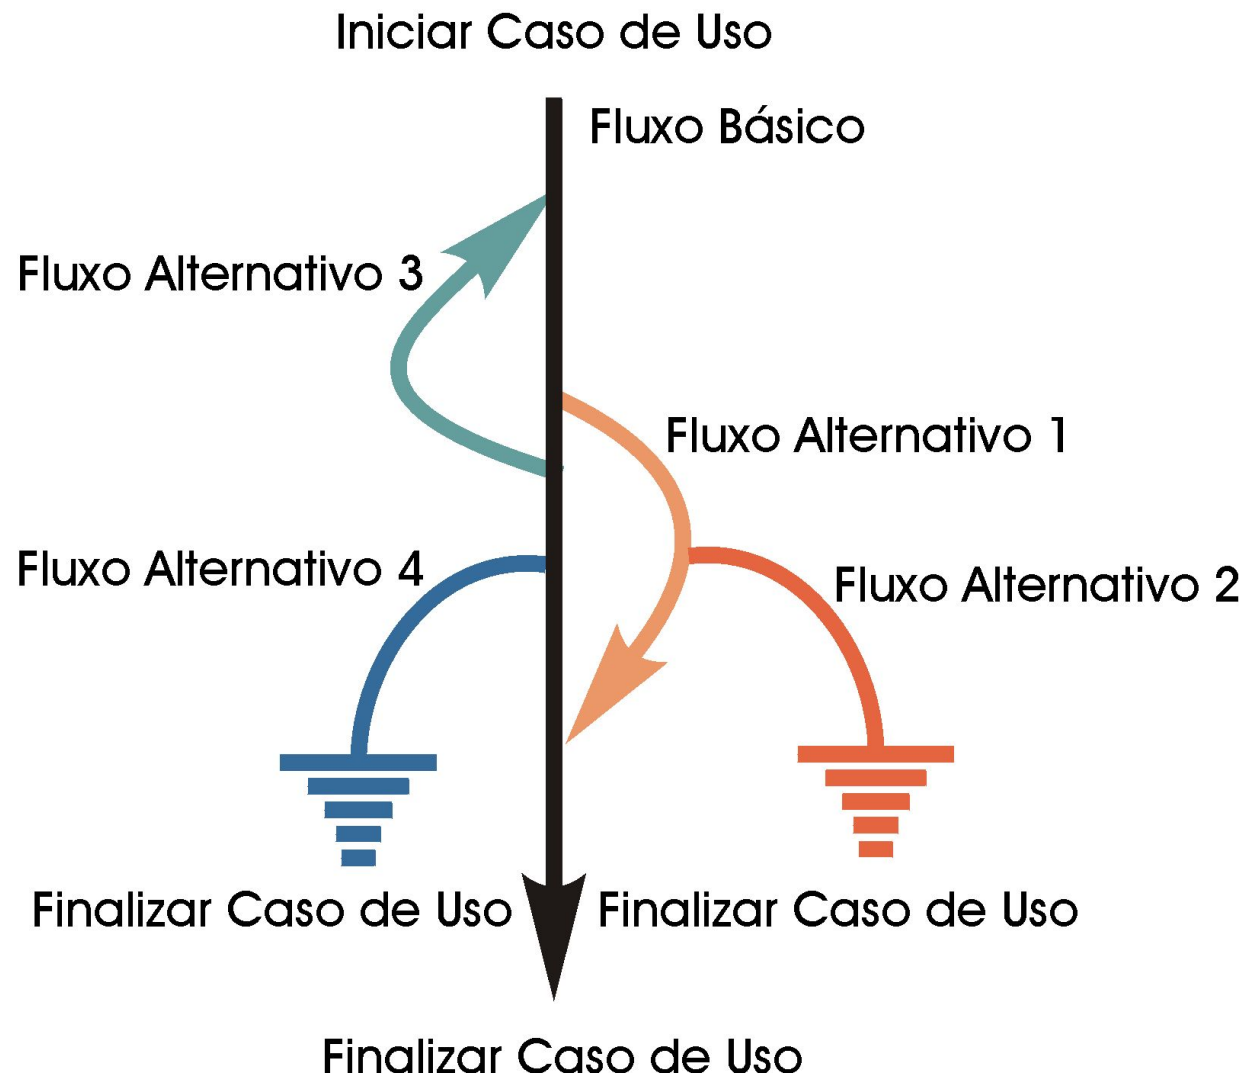 Iniciar Caso de Uso
Fluxo Básico
Fluxo Alternativo 3
Fluxo Alternativo 1
Fluxo Alternativo 4
Fluxo Alternativo 2
Finalizar Caso de Uso
Finalizar Caso de Uso
Finalizar Caso de Uso